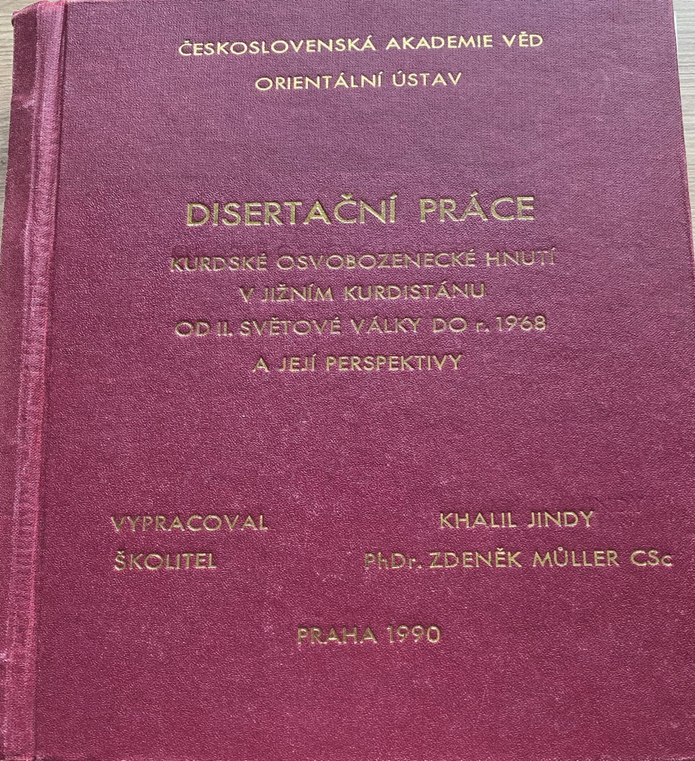 ČESKOSLOVENSKÁ AKADEMIE VĚD
ORIENTÁLNÍ ÚSTAV
DISERTAČNÍ PRÁCE
KURDSKÉ OSVOBOZENECKÉ HNUTÍ
V JIŽNÍM KURDISTÁNU
OD II. SVĚTOVÉ VÁLKY DO r. 1968
A JEJÍ PERSPEKTIVY
VYPRACOVAL KHALIL JINDY
ŠKOLITEL PhDr. ZDENĚK MŰLLER CSc
PRAHA 1990